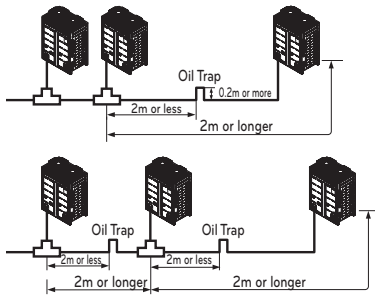 Oil Trap
0.2m or more
2m or less
2m or longer
Oil Trap
Oil Trap
2m or less
2m or less
2m or longer
2m or longer